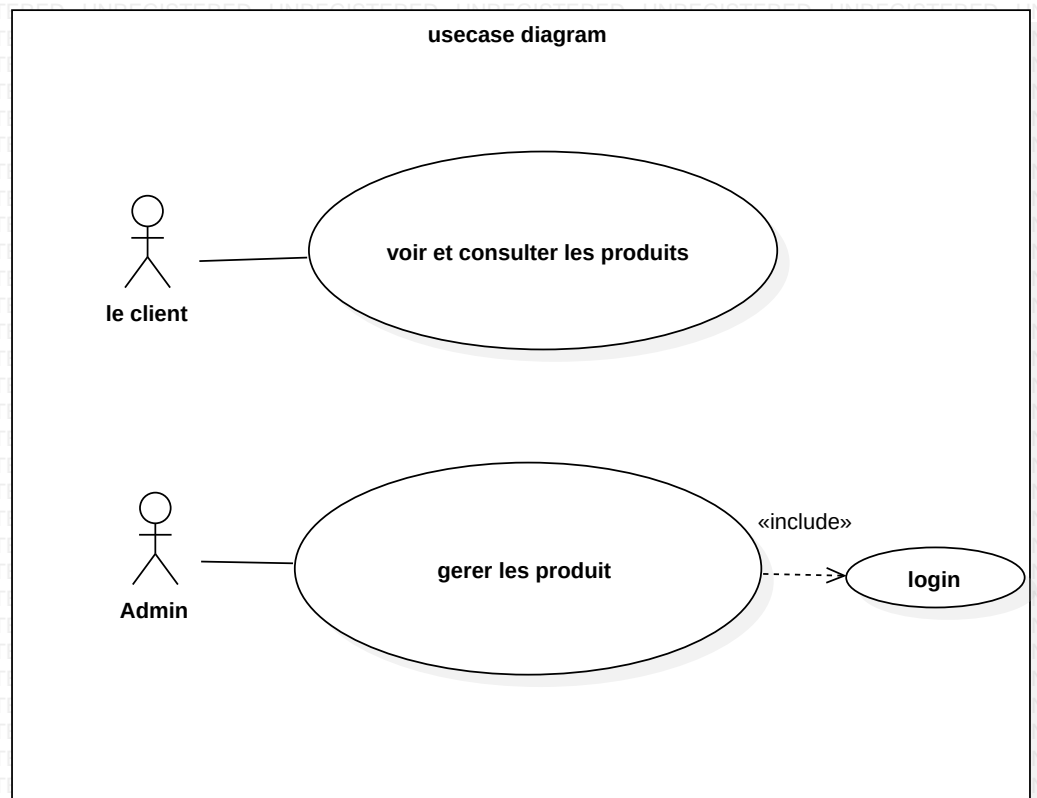 usecase diagram
voir et consulter les produits
le client
«include»
gerer les produit
login
Admin